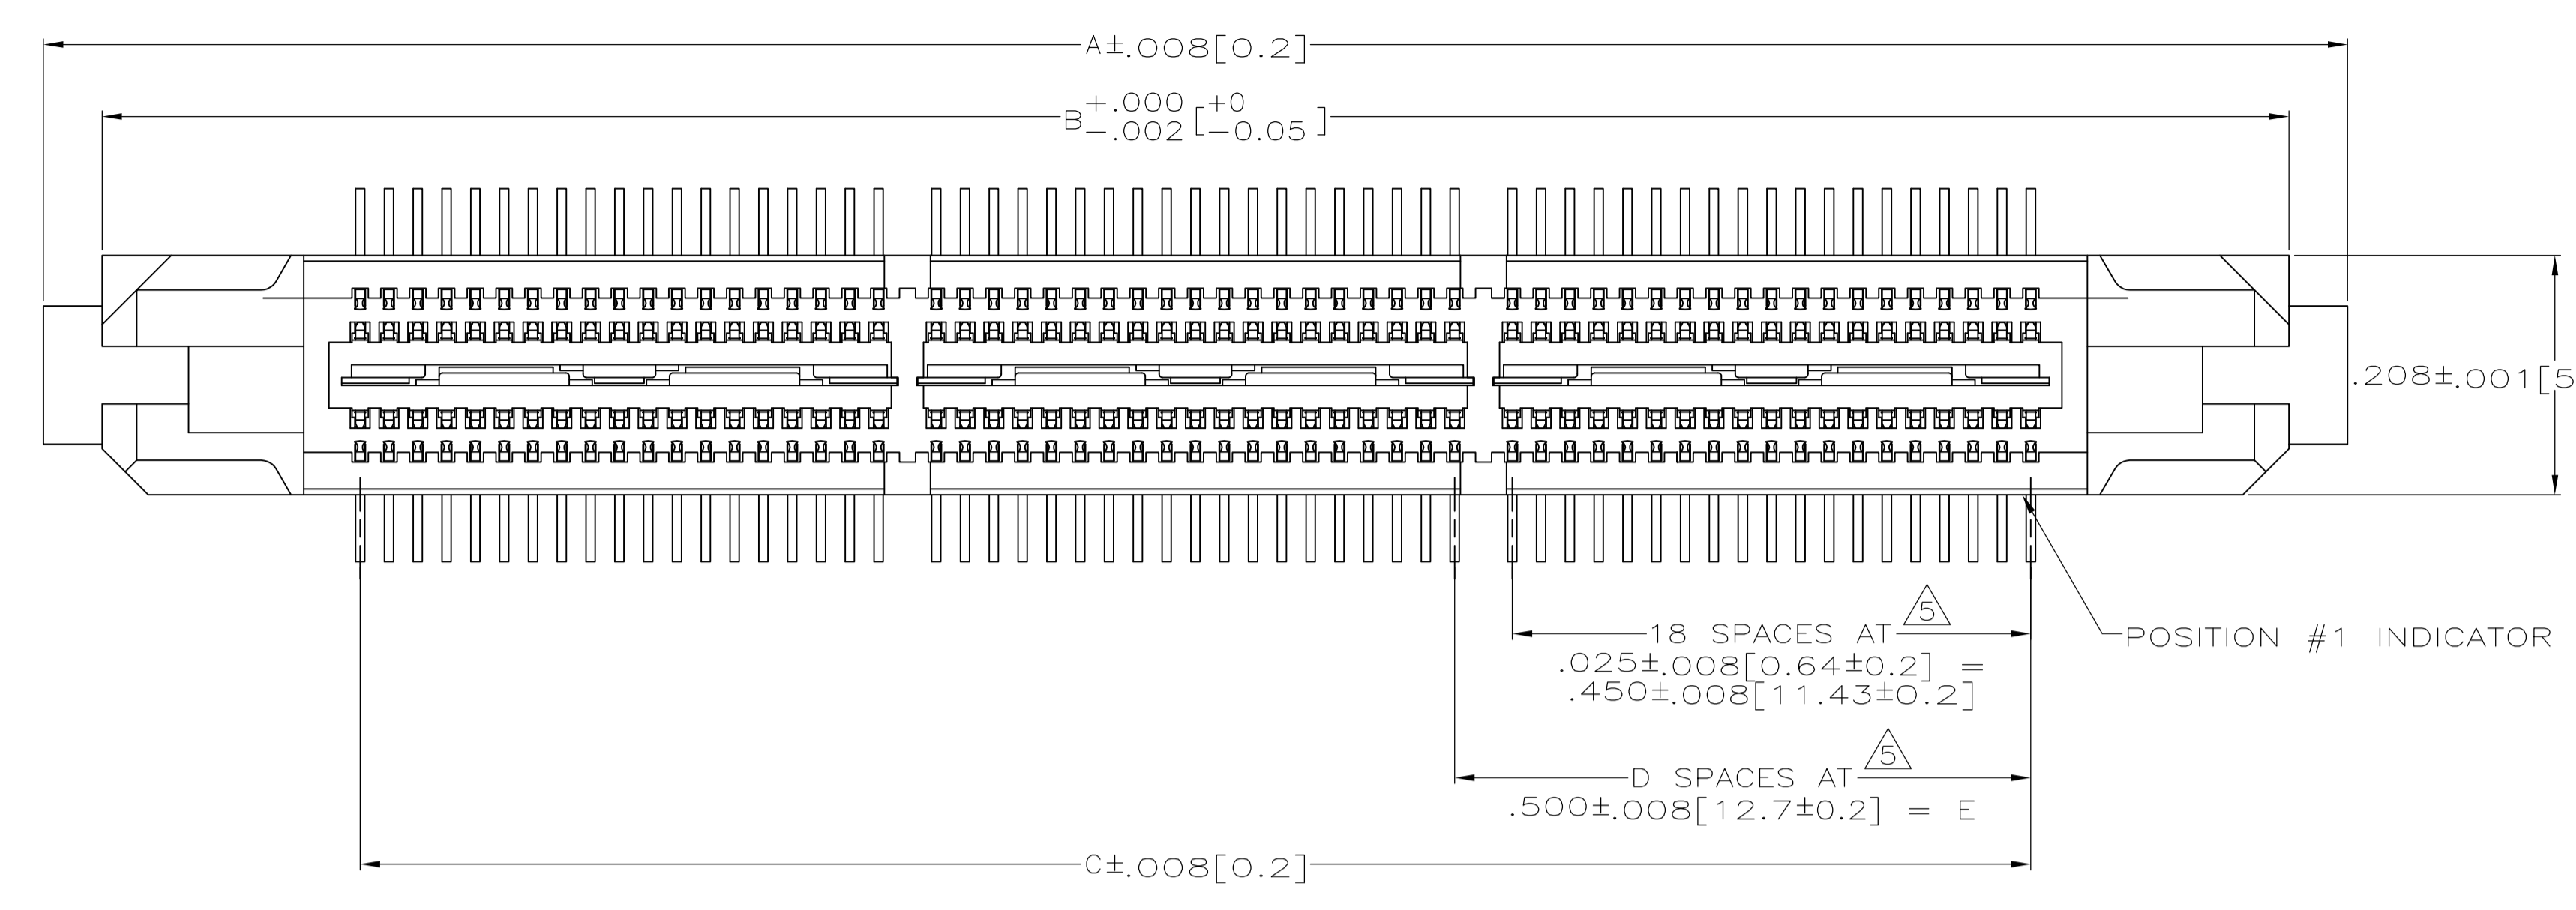 A±.008[0.2]
B+.000 [+0
-.002 [-0.05 ]
.208±.001[5
5
18 SPACES AT
.025±.008[0.64±0.2] =
.450±.008[11.43±0.2]
POSITION #1 INDICATOR
5
D SPACES AT
.500±.008[12.7±0.2] = E
C±.008[0.2]